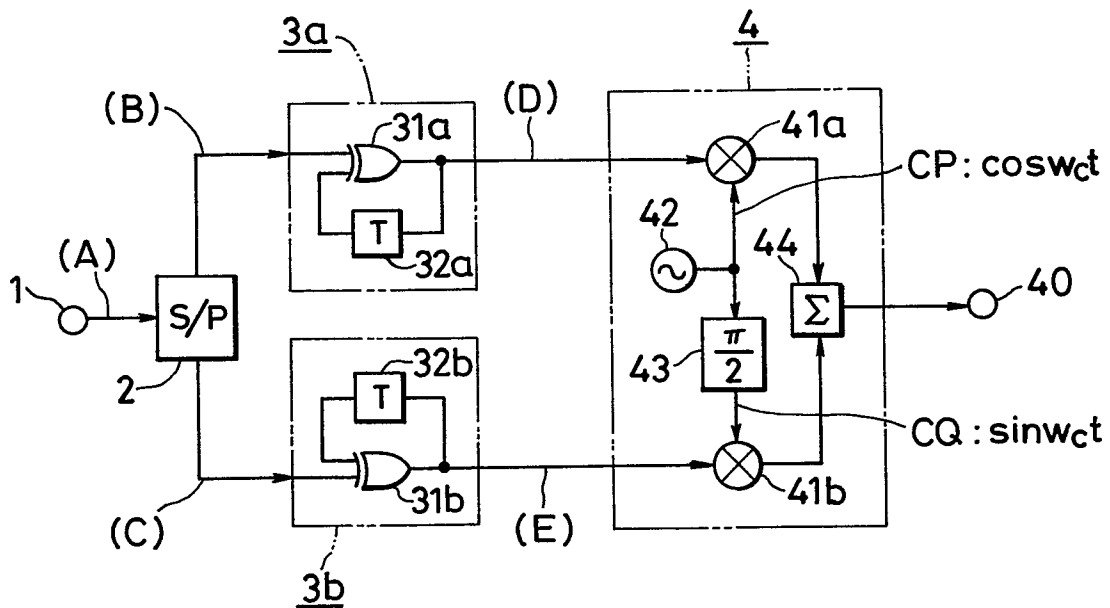 3a
4
(B)
31a
(D)
41a
CP: coswct
T
32a
42
44
(A)
1
S/P
2
Σ
40
32b
T
43
π/2
CQ: sinwct
31b
41b
(C)
(E)
3b